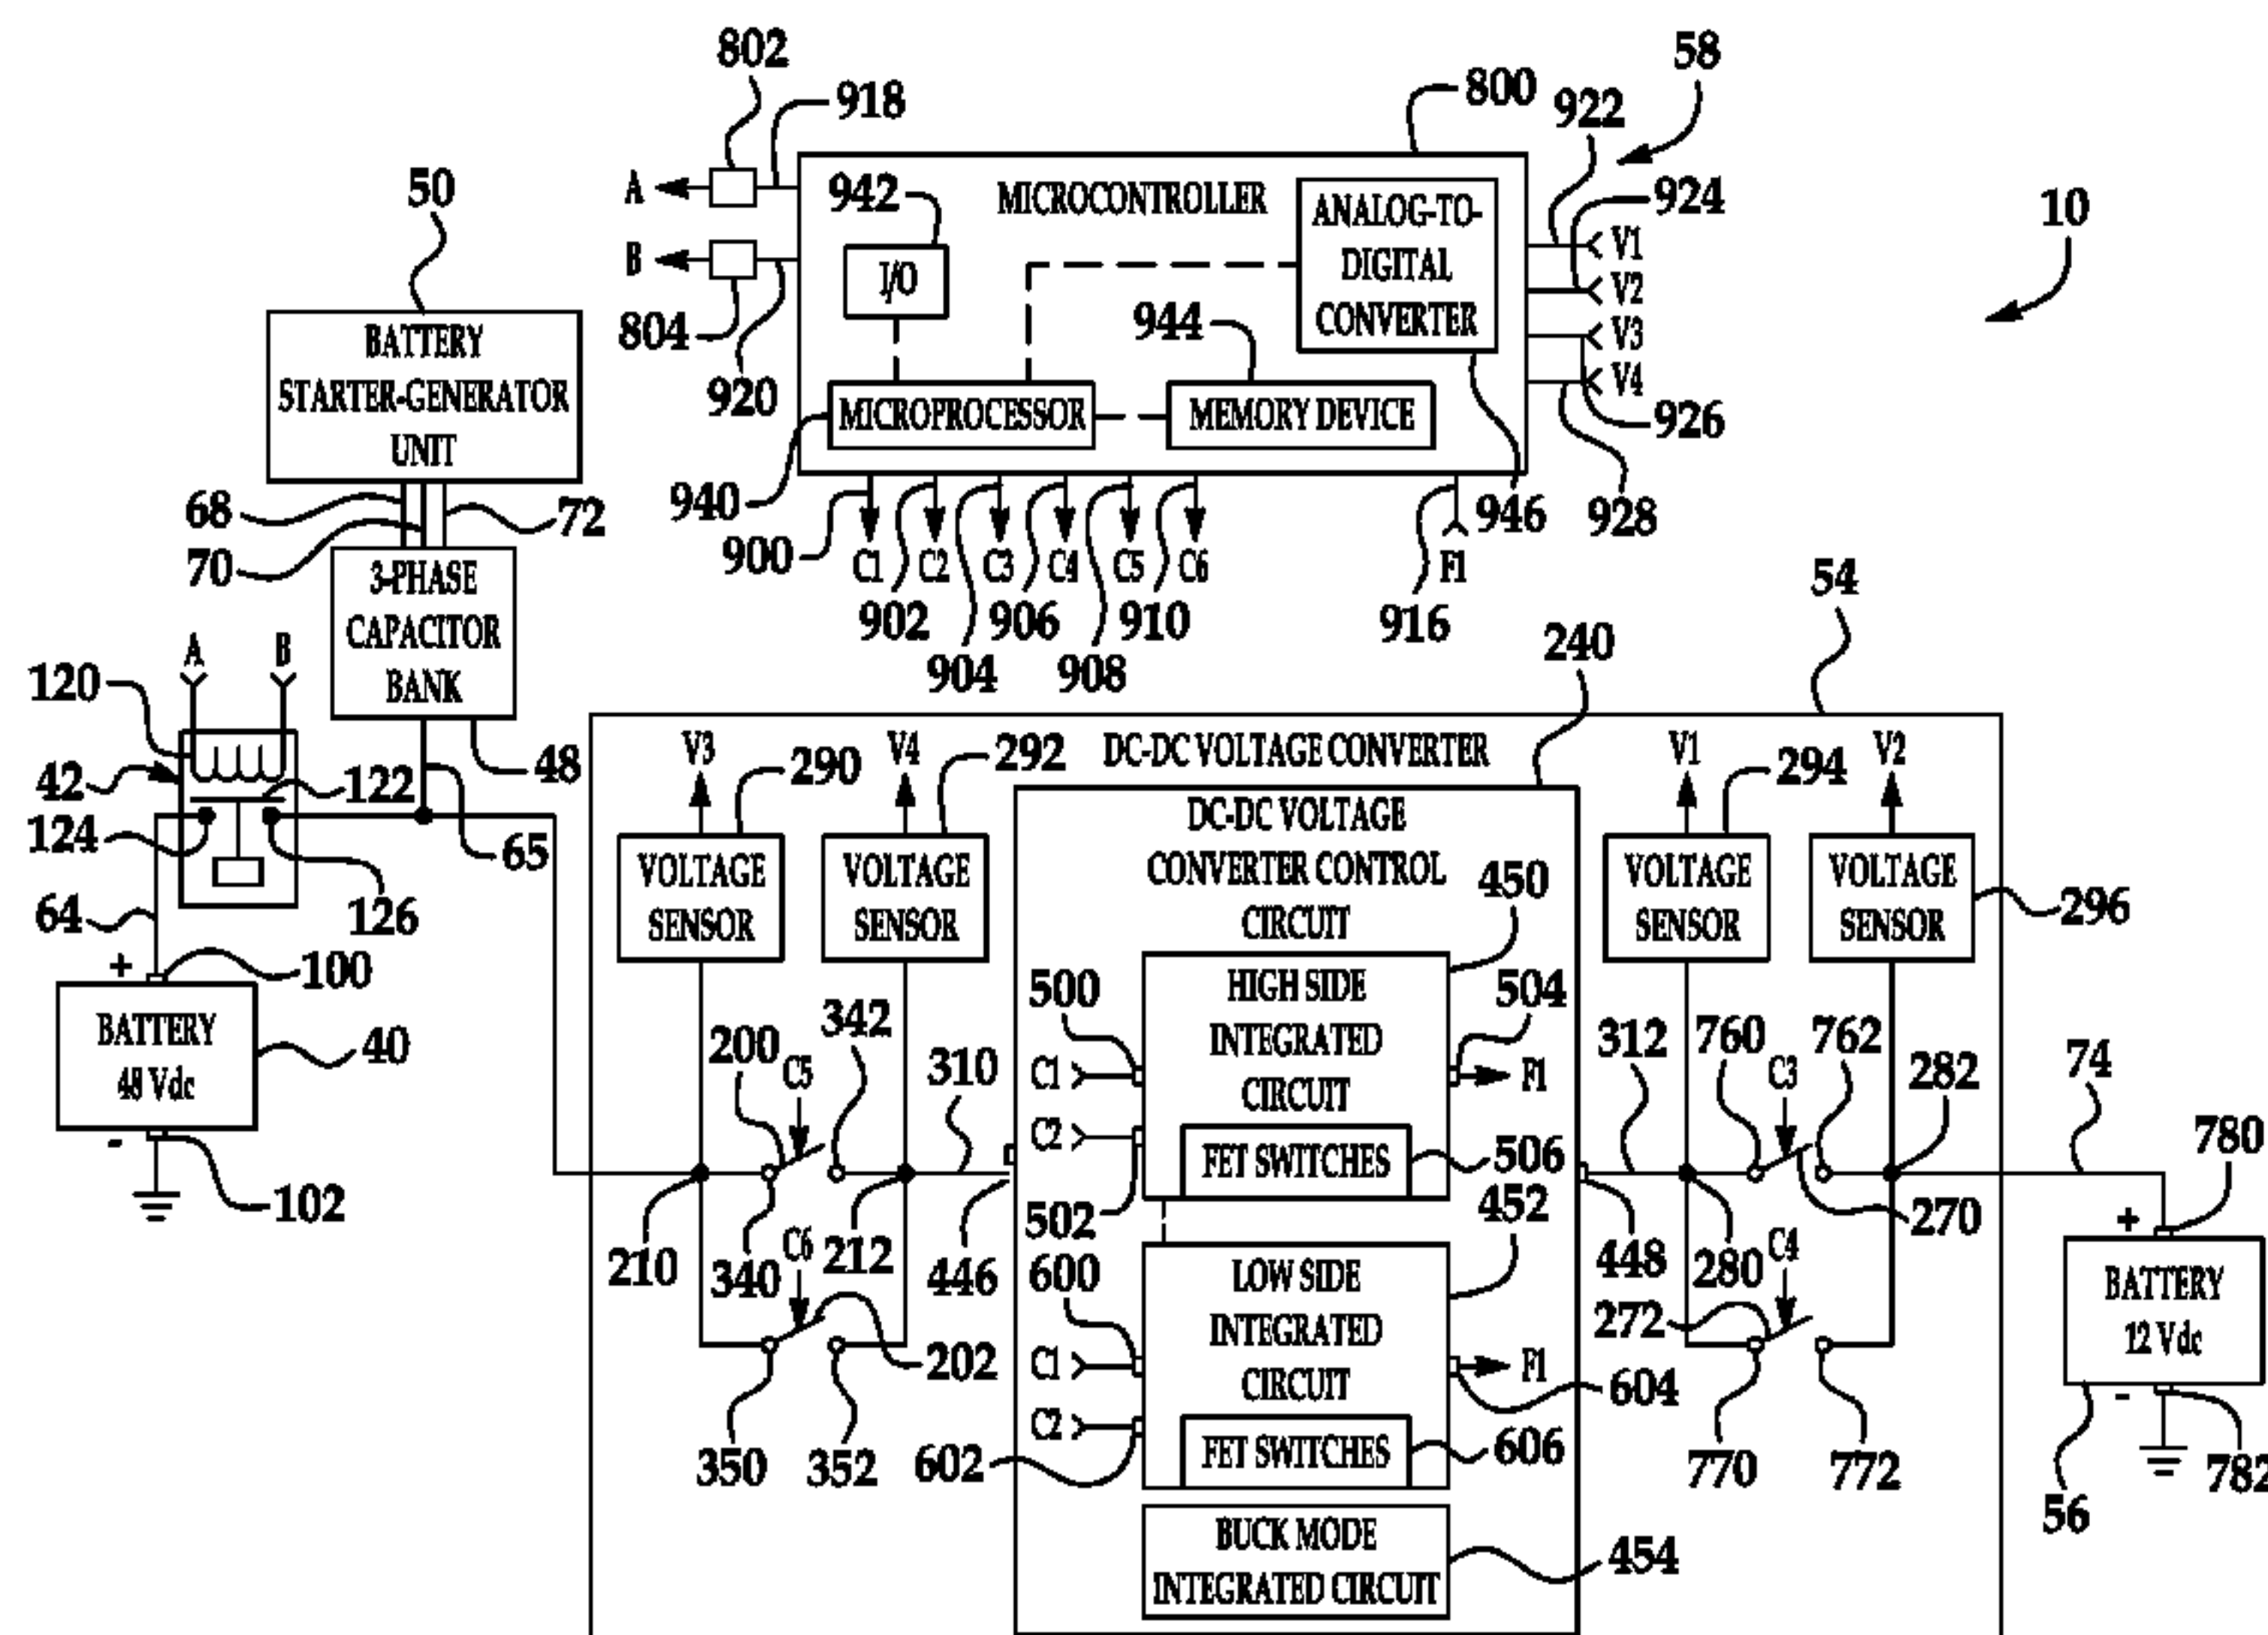 802
918
800
58
922
A
942
MICROCONTROLLER
ANALOG-TO-
DIGITAL
CONVERTER
924
V1
10
50
B
I/O
V2
804
944
V3
BATTERY
STARTER-GENERATOR
UNIT
920
MICROPROCESSOR
MEMORY DEVICE
V4
926
68
72
940
946
928
70
900
C1
C2
C3
C4
C5
C6
F1
54
3-PHASE
CAPACITOR
BANK
902
906
910
916
240
904
908
A
B
120
42
122
48
V3
290
V4
292
DC-DC VOLTAGE CONVERTER
V1
294
V2
124
65
126
64
VOLTAGE
SENSOR
VOLTAGE
SENSOR
DC-DC VOLTAGE
CONVERTER CONTROL
CIRCUIT
450
VOLTAGE
SENSOR
VOLTAGE
SENSOR
296
+
100
BATTERY
48 Vdc
40
-
102
200
C5
342
310
500
HIGH SIDE
INTEGRATED
CIRCUIT
504
312
760
C3
762
282
74
C1
F1
C2
FET SWITCHES
506
780
210
340
C6
212
446
502
452
448
280
C4
270
+
600
LOW SIDE
INTEGRATED
CIRCUIT
272
BATTERY
12 Vdc
202
C1
F1
604
-
350
352
602
C2
FET SWITCHES
606
770
772
56
782
BUCK MODE
INTEGRATED CIRCUIT
454